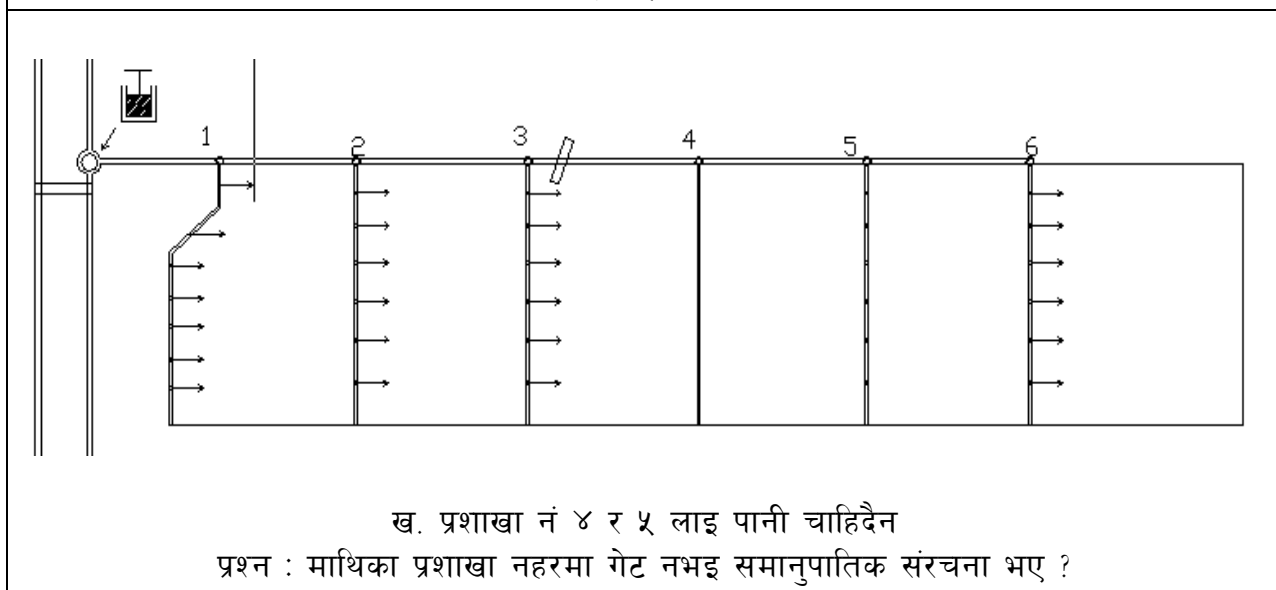 1 2 3 4 5 6
ख. प्रशाखा नं ४ र ५ लाइ पानी चाहिदैन
प्रश्न : माथिका प्रशाखा नहरमा गेट नभइ समानुपातिक संरचना भए ?